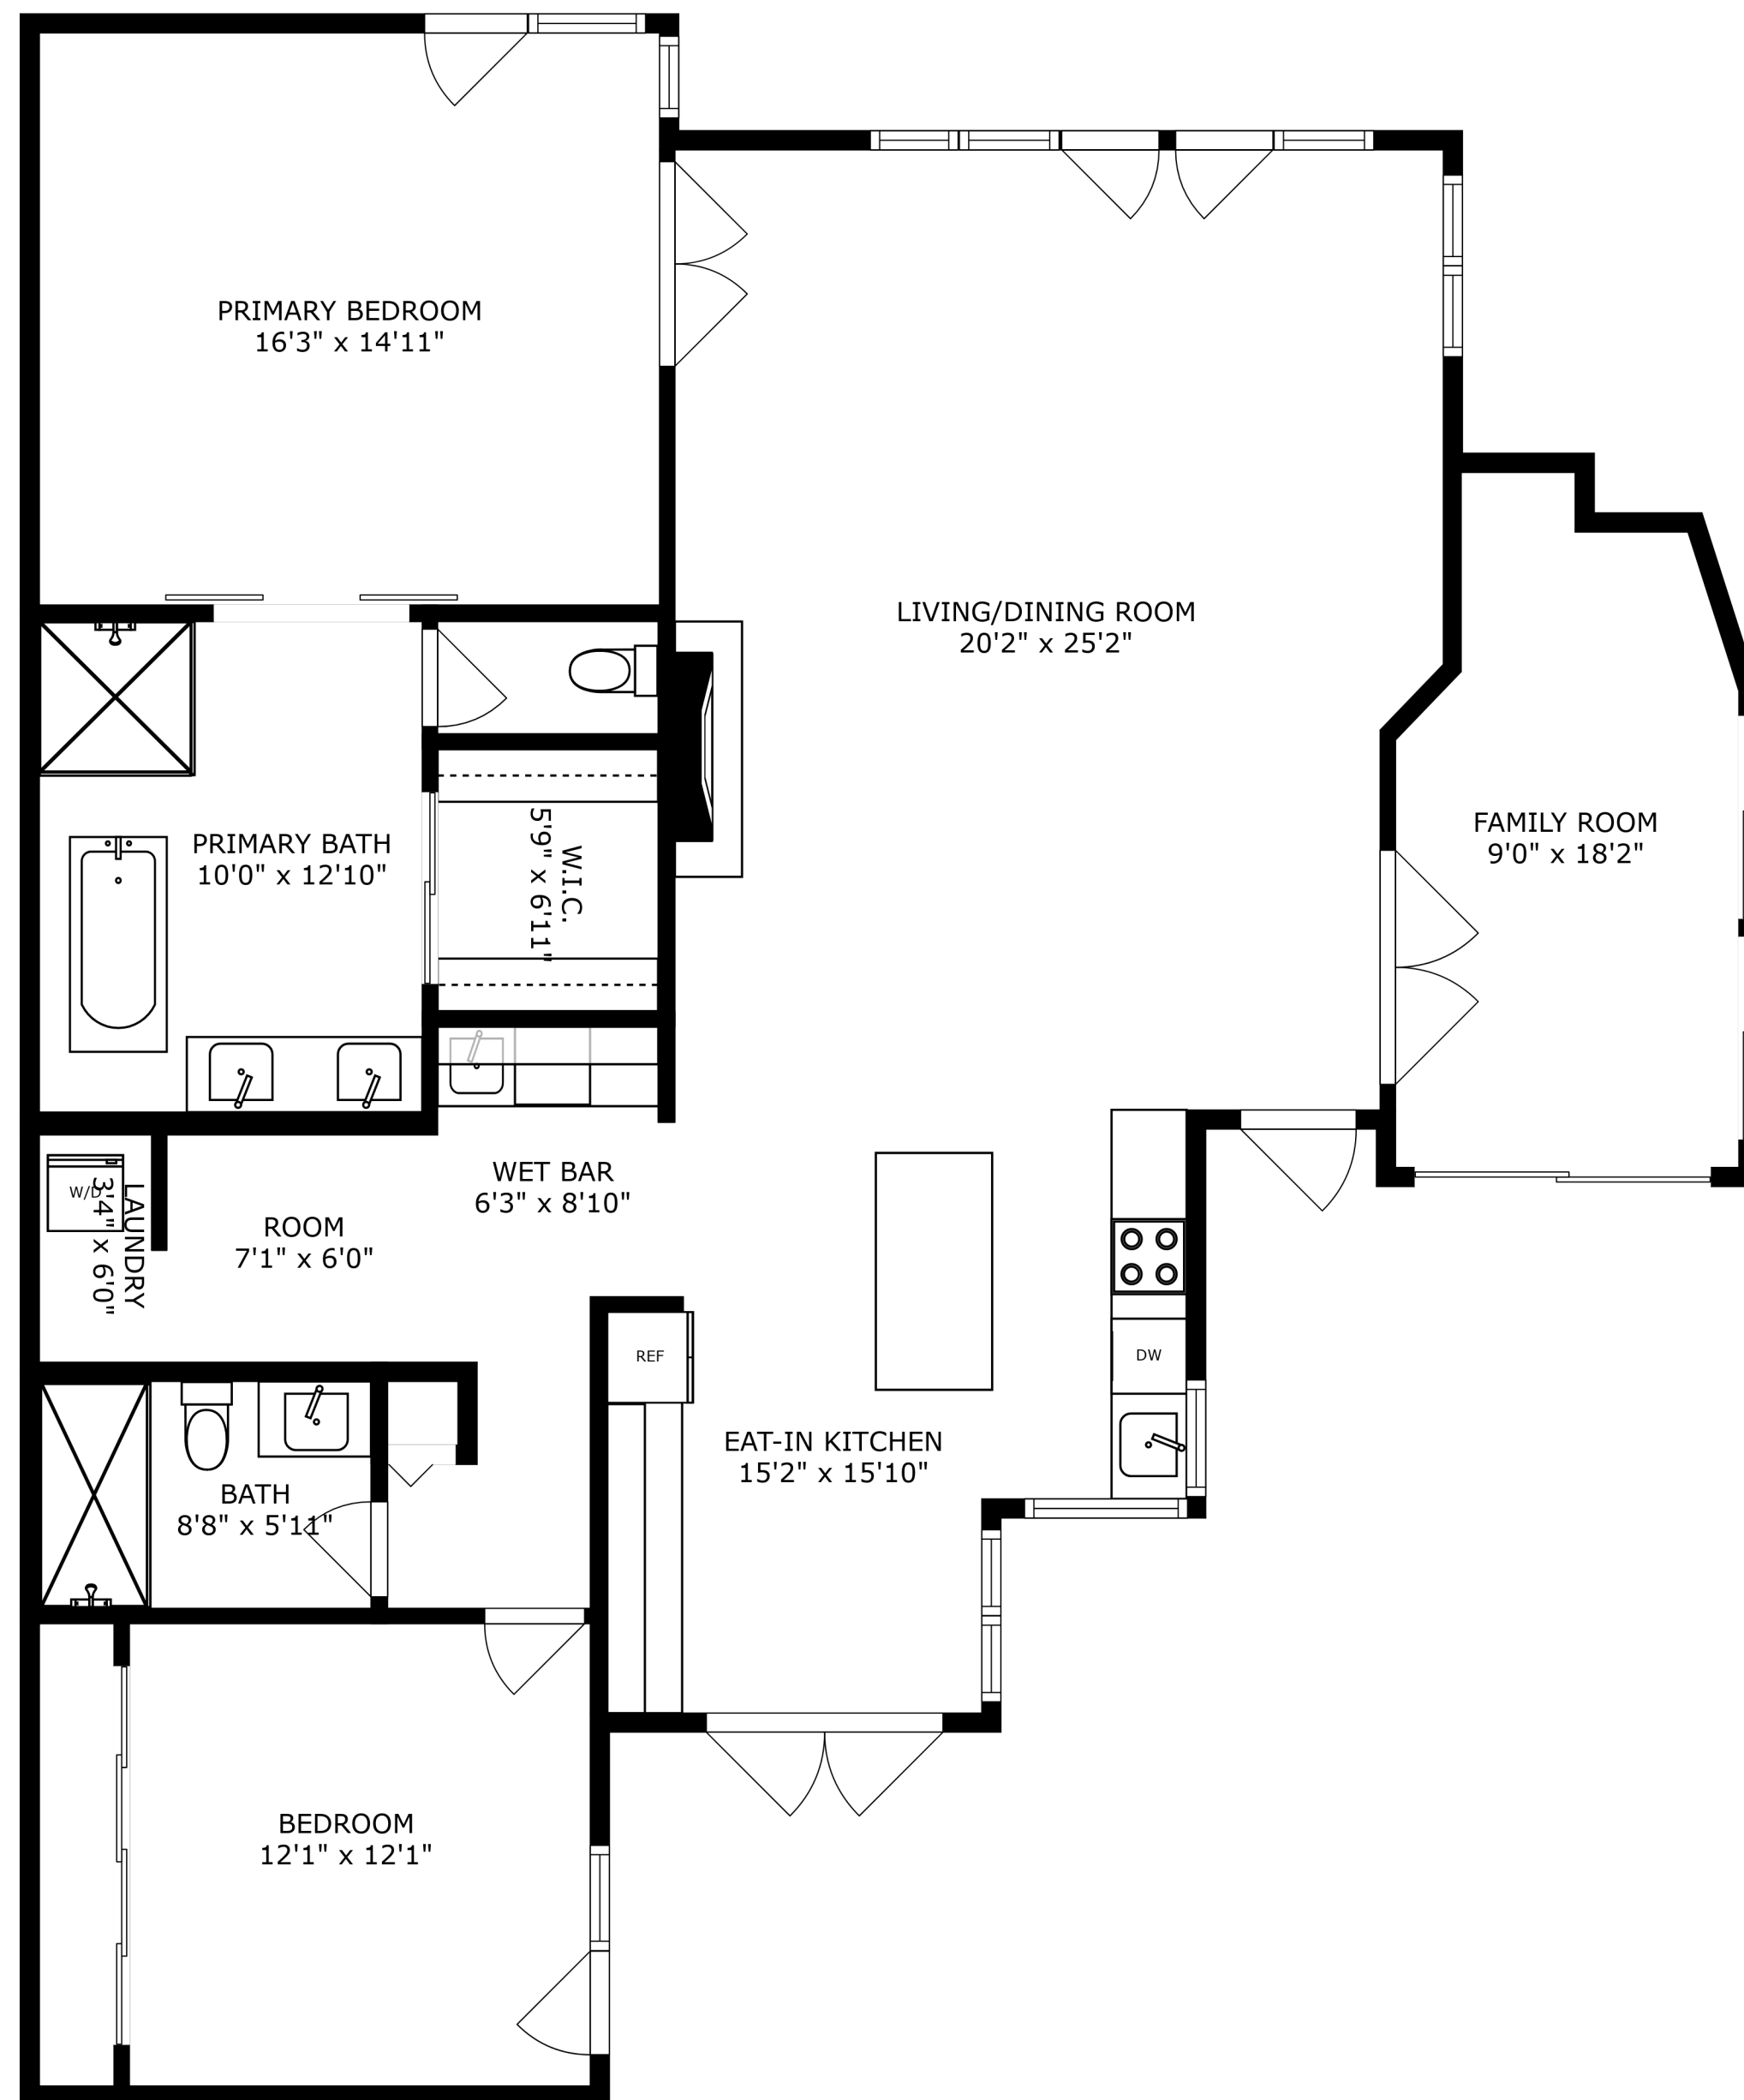 PRIMARY BEDROOM
16'3" x 14'11"
LIVING/DINING ROOM
20'2" x 25'2"
PRIMARY BATH
10'0" x 12'10"
W.I.C.
5'9" x 6'11"
FAMILY ROOM
9'0" x 18'2"
WET BAR
6'3" x 8'10"
W/D
LAUNDRY
3'4" x 6'0"
ROOM
7'1" x 6'0"
REF
DW
EAT-IN KITCHEN
15'2" x 15'10"
BATH
8'8" x 5'11"
BEDROOM
12'1" x 12'1"